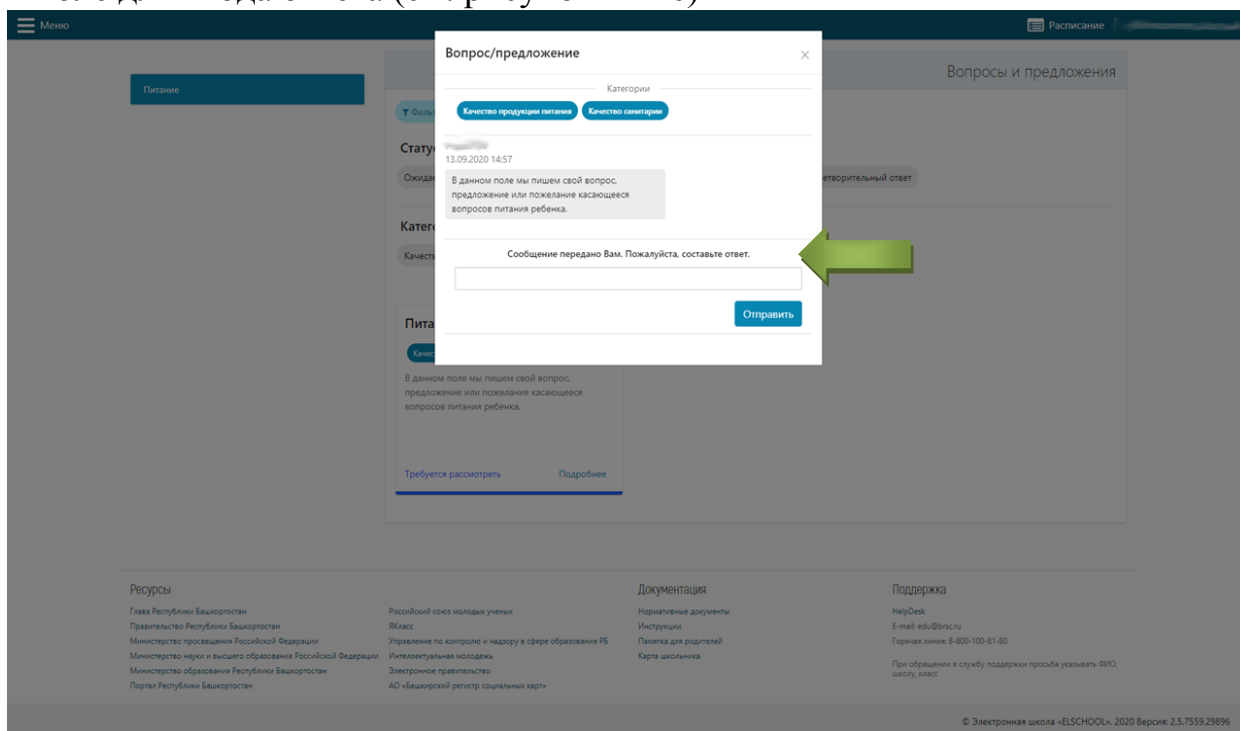 Меню
Расписание
Вопросы и предложения
Питание
Вопрос/предложение
Категории
Качество продукции питания Качество санитарии
13.09.2020 14:57
В данном поле мы пишем свой вопрос,
предложение или пожелание касающееся
вопросов питания ребенка.
Сообщение передано Вам. Пожалуйста, составьте ответ.
Отправить
етворительный ответ
В данном поле мы пишем свой вопрос,
предложение или пожелание касающееся
вопросов питания ребенка.
Требуется рассмотреть Подробнее
Ресурсы
Глава Республики Башкортостан
Правительство Республики Башкортостан
Министерство просвещения Российской Федерации
Министерство науки и высшего образования Российской Федерации
Министерство образования Республики Башкортостан
Портал Республики Башкортостан
Российский союз молодых ученых
ЯКласс
Управление по контролю и надзору в сфере образования РБ
Интеллектуальная молодежь
Электронное правительство
АО «Башкирский регистр социальных карт»
Документация
Нормативные документы
Инструкции
Памятка для родителей
Карта школьника
Поддержка
HelpDesk
E-mail: edu@brsc.ru
Горячая линия: 8-800-100-81-80
При обращении в службу поддержки просьба указывать ФИО,
школу, класс
© Электронная школа «ELSCHOOL», 2020 Версия: 2.5.7559.29896